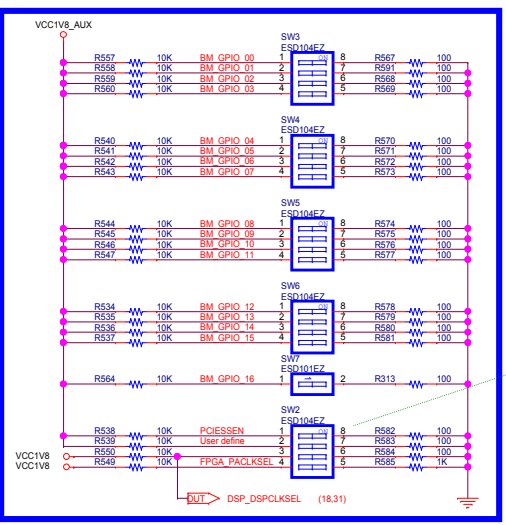 VCC1V8_AUX
SW3
ESD104EZ
R557 10K BM_GPIO_00 1 ON 8 R567 100
R558 10K BM_GPIO_01 2 7 R591 100
R559 10K BM_GPIO_02 3 6 R568 100
R560 10K BM_GPIO_03 4 5 R569 100
SW4
ESD104EZ
R540 10K BM_GPIO_04 1 ON 8 R570 100
R541 10K BM_GPIO_05 2 7 R571 100
R542 10K BM_GPIO_06 3 6 R572 100
R543 10K BM_GPIO_07 4 5 R573 100
SW5
ESD104EZ
R544 10K BM_GPIO_08 1 ON 8 R574 100
R545 10K BM_GPIO_09 2 7 R575 100
R546 10K BM_GPIO_10 3 6 R576 100
R547 10K BM_GPIO_11 4 5 R577 100
SW6
ESD104EZ
R534 10K BM_GPIO_12 1 ON 8 R578 100
R535 10K BM_GPIO_13 2 7 R579 100
R536 10K BM_GPIO_14 3 6 R580 100
R537 10K BM_GPIO_15 4 5 R581 100
SW7
ESD101EZ
R564 10K BM_GPIO_16 1 2 R313 100
SW2
ESD104EZ
R538 10K PCIESSEN 1 ON 8 R582 100
R539 10K User define 2 7 R583 100
VCC1V8 R550 10K 3 6 R584 100
VCC1V8 R549 10K FPGA_PACLKSEL 4 5 R585 1K
OUT DSP_DSPCLKSEL (18,31)